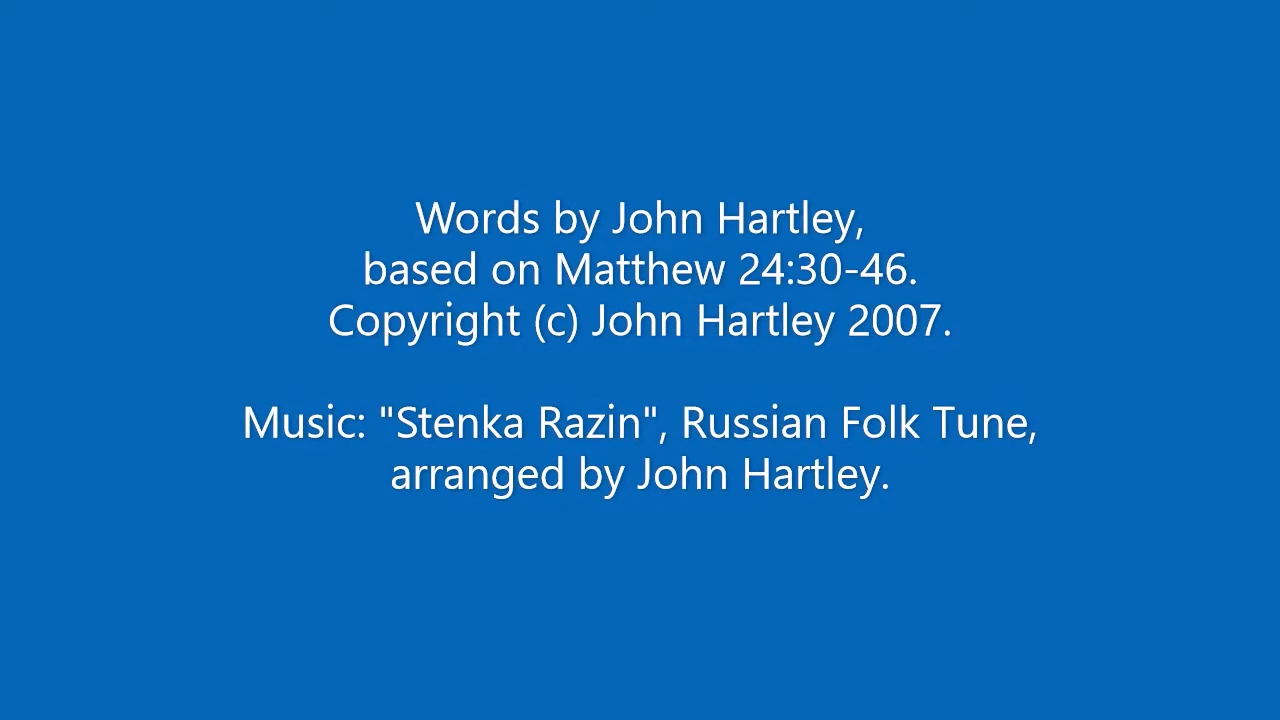 Words by John Hartley,
based on Matthew 24:30-46.
Copyright (c) John Hartley 2007.
Music: "Stenka Razin", Russian Folk Tune,
arranged by John Hartley.